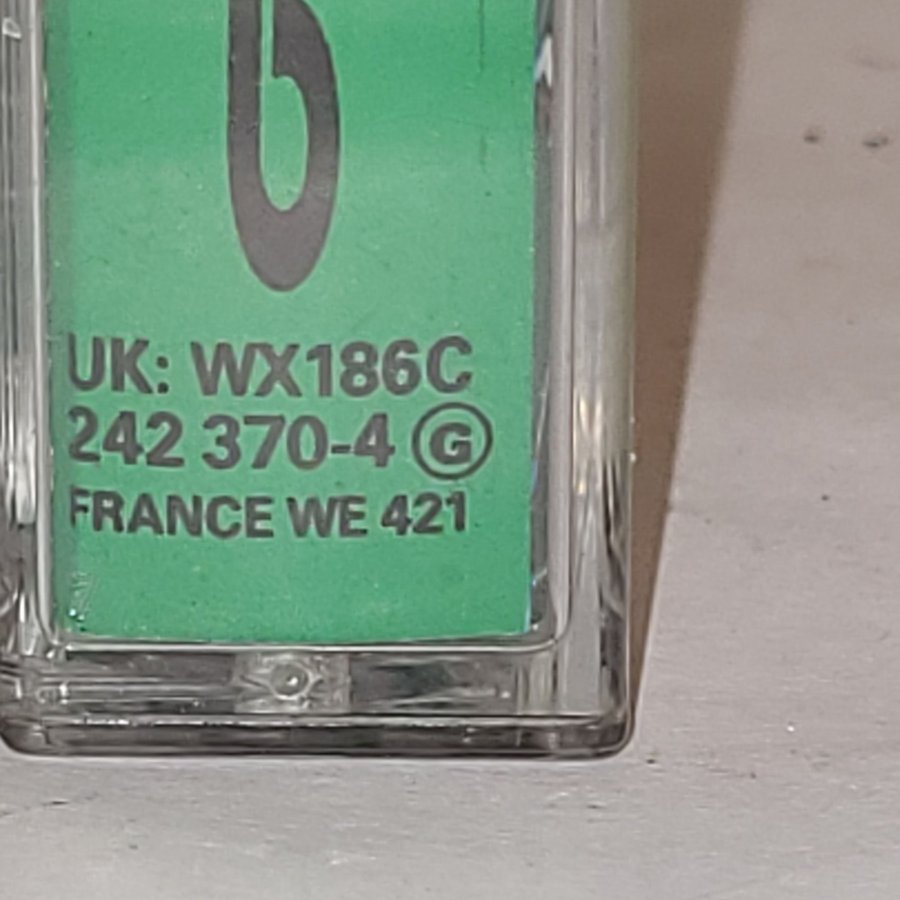 b
UK: WX186C
242 370-4 G
FRANCE WE 421